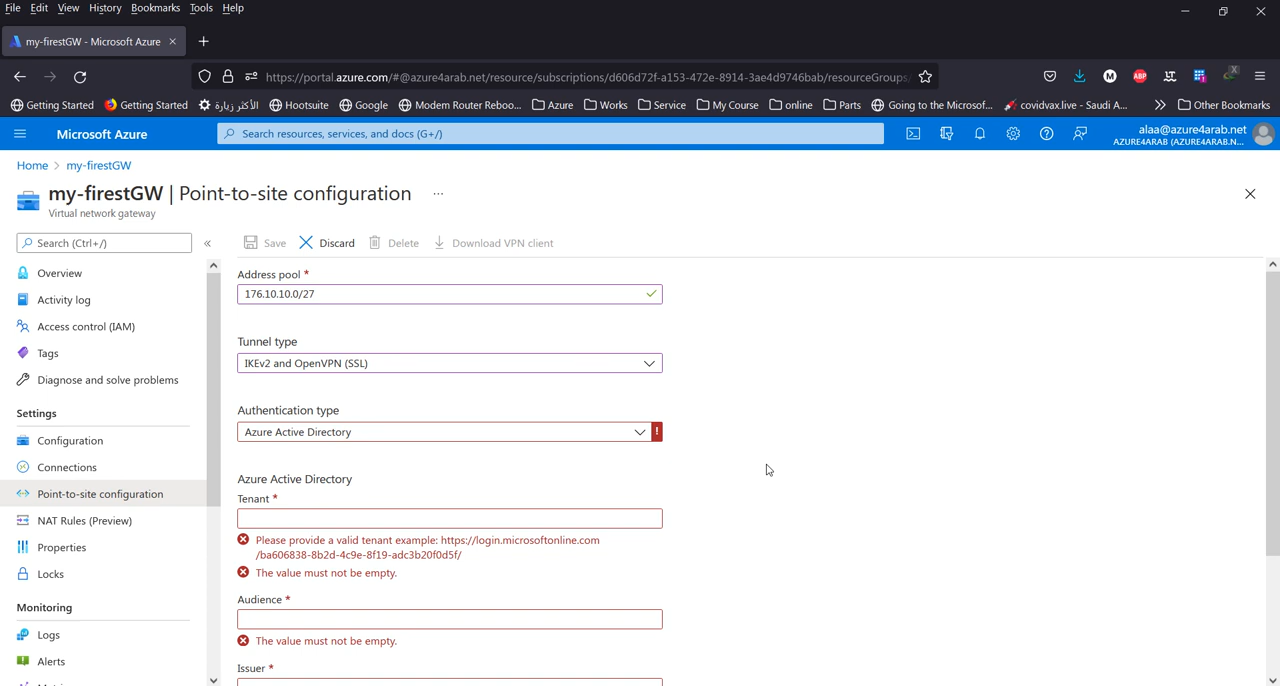 File Edit View History Bookmarks Tools Help
my-firestGW - Microsoft Azure
https://portal.azure.com/#@azure4arab.net/resource/subscriptions/d606d72f-a153-472e-8914-3ae4d9746bab/resourceGroups
Getting Started Getting Started الأكثر زيارة Hootsuite Google Modem Router Reboo... Azure Works Service My Course online Parts Going to the Microsof... covidvax.live - Saudi A... Other Bookmarks
Microsoft Azure
Search resources, services, and docs (G+/)
alaa@azure4arab.net
AZURE4ARAB (AZURE4ARAB.N...
Home > my-firestGW
my-firestGW | Point-to-site configuration ...
Virtual network gateway
Search (Ctrl+/)
Save Discard Delete Download VPN client
Overview
Activity log
Access control (IAM)
Tags
Diagnose and solve problems
Settings
Configuration
Connections
Point-to-site configuration
NAT Rules (Preview)
Properties
Locks
Monitoring
Logs
Alerts
Address pool *
176.10.10.0/27
Tunnel type
IKEv2 and OpenVPN (SSL)
Authentication type
Azure Active Directory
Azure Active Directory
Tenant *
Please provide a valid tenant example: https://login.microsoftonline.com
/ba606838-8b2d-4c9e-8f19-adc3b20f0d5f/
The value must not be empty.
Audience *
The value must not be empty.
Issuer *